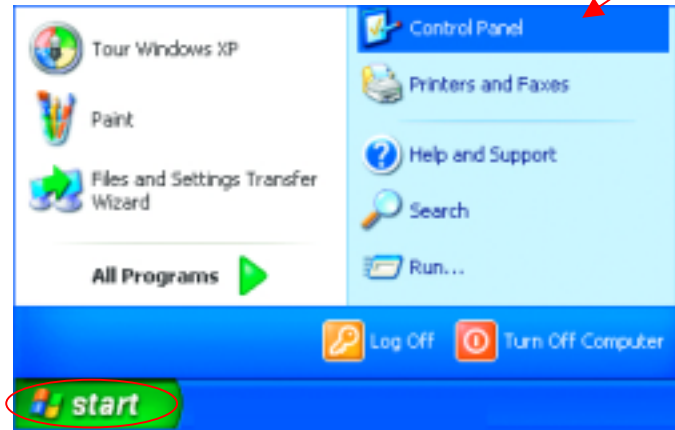 Tour Windows XP
Paint
Files and Settings Transfer
Wizard
All Programs
Control Panel
Printers and Faxes
Help and Support
Search
Run...
Log Off
Turn Off Computer
start